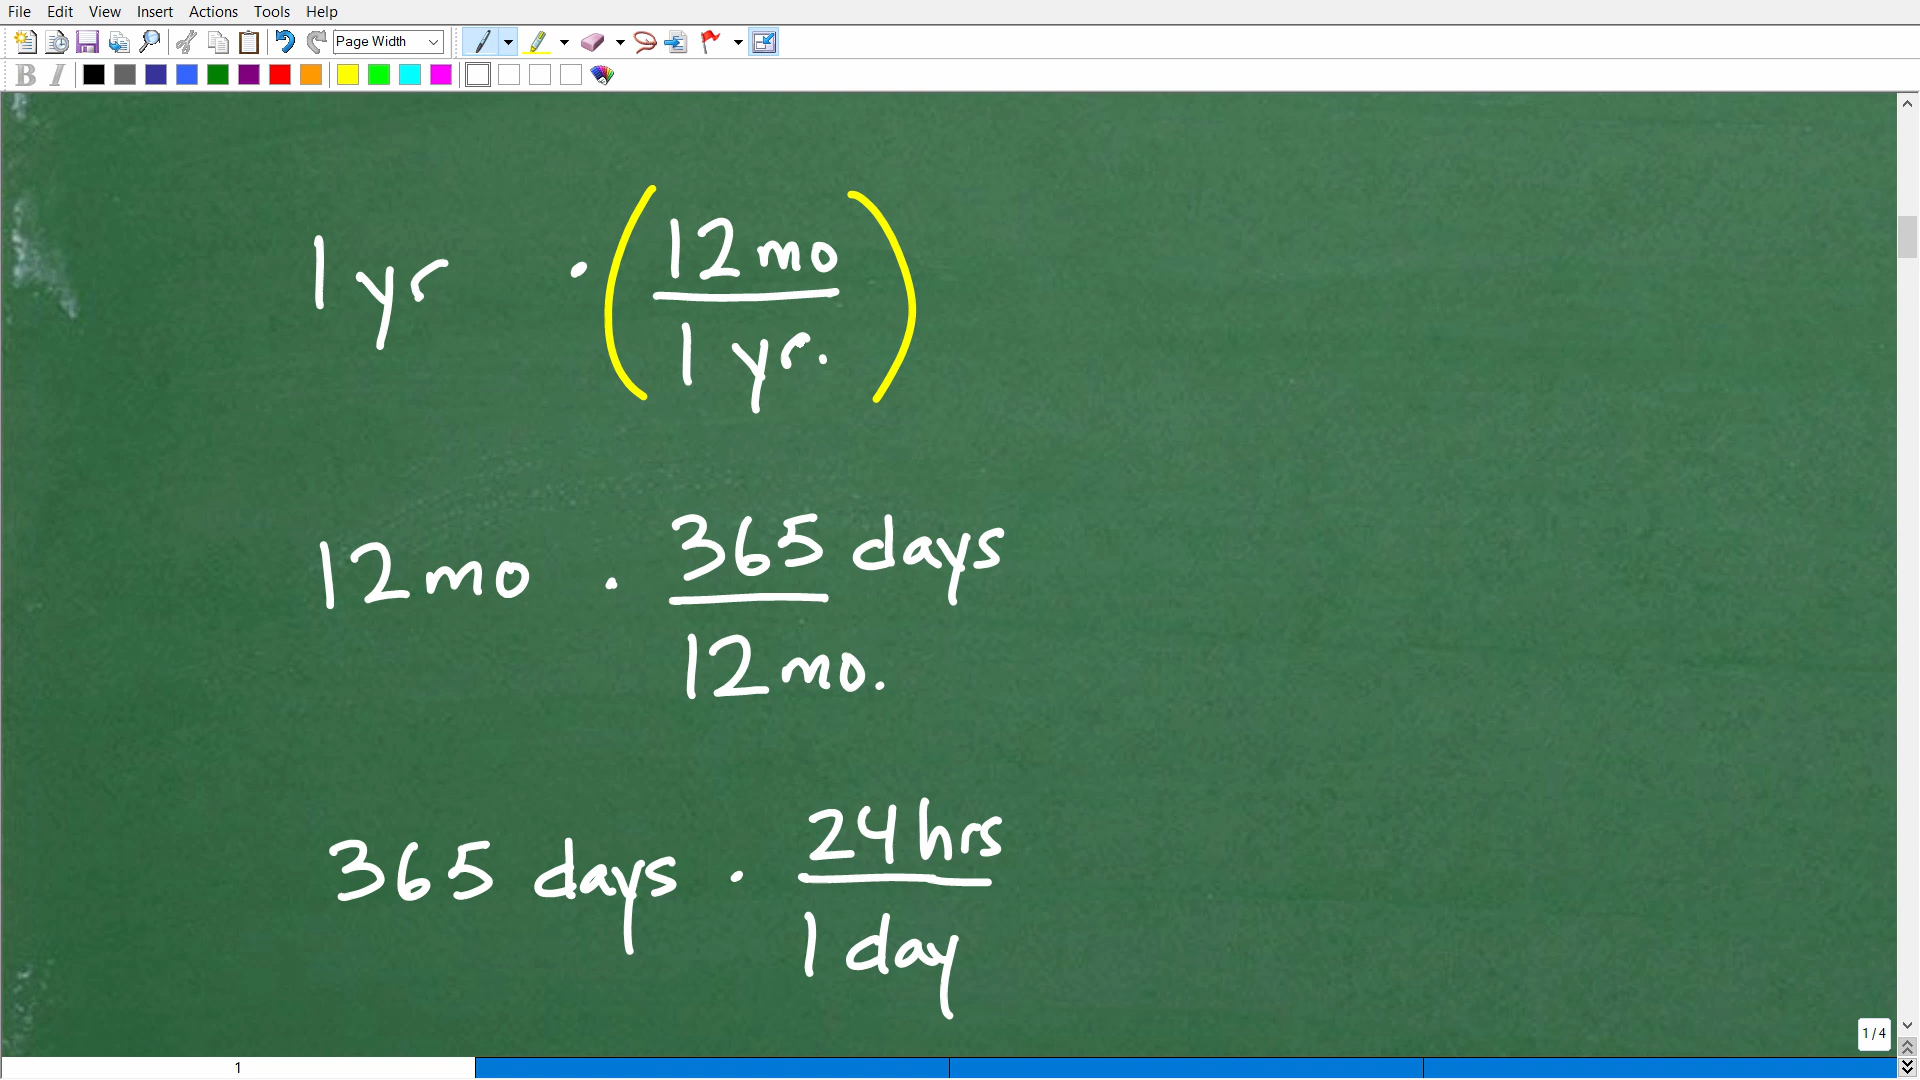 File Edit View Insert Actions Tools Help
Page Width
B I
1 yr · ( 12 mo / 1 yr. )
12 mo · 365 days / 12 mo.
365 days · 24 hrs / 1 day
1 / 4
1